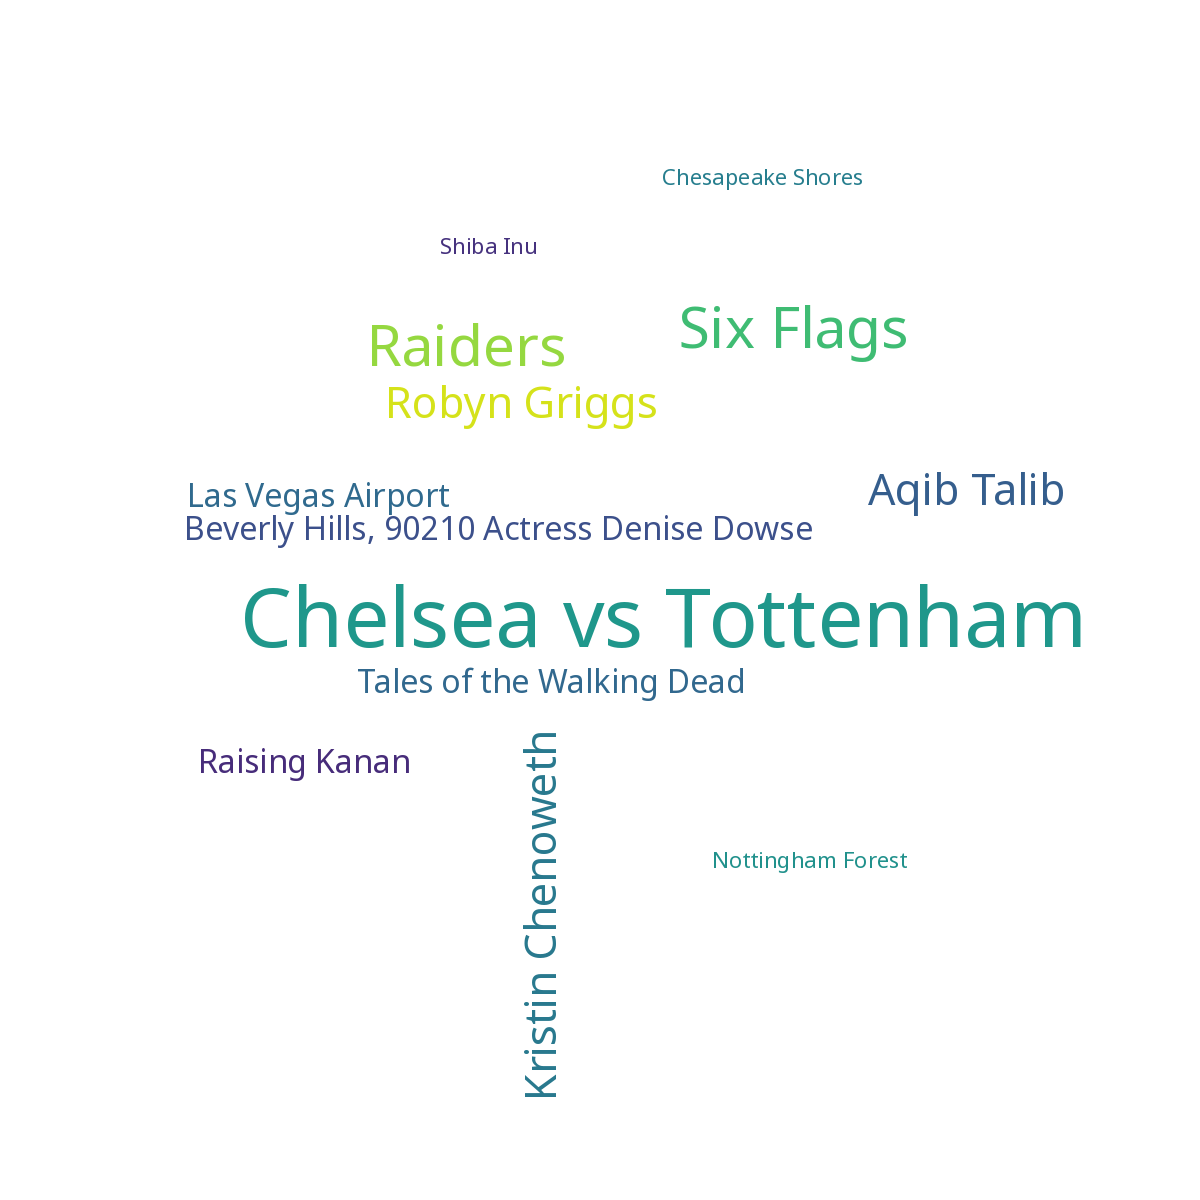 Chesapeake Shores
Shiba Inu
Six Flags
Raiders
Robyn Griggs
Las Vegas Airport
Aqib Talib
Beverly Hills, 90210 Actress Denise Dowse
Chelsea vs Tottenham
Tales of the Walking Dead
Raising Kanan
Kristin Chenoweth
Nottingham Forest